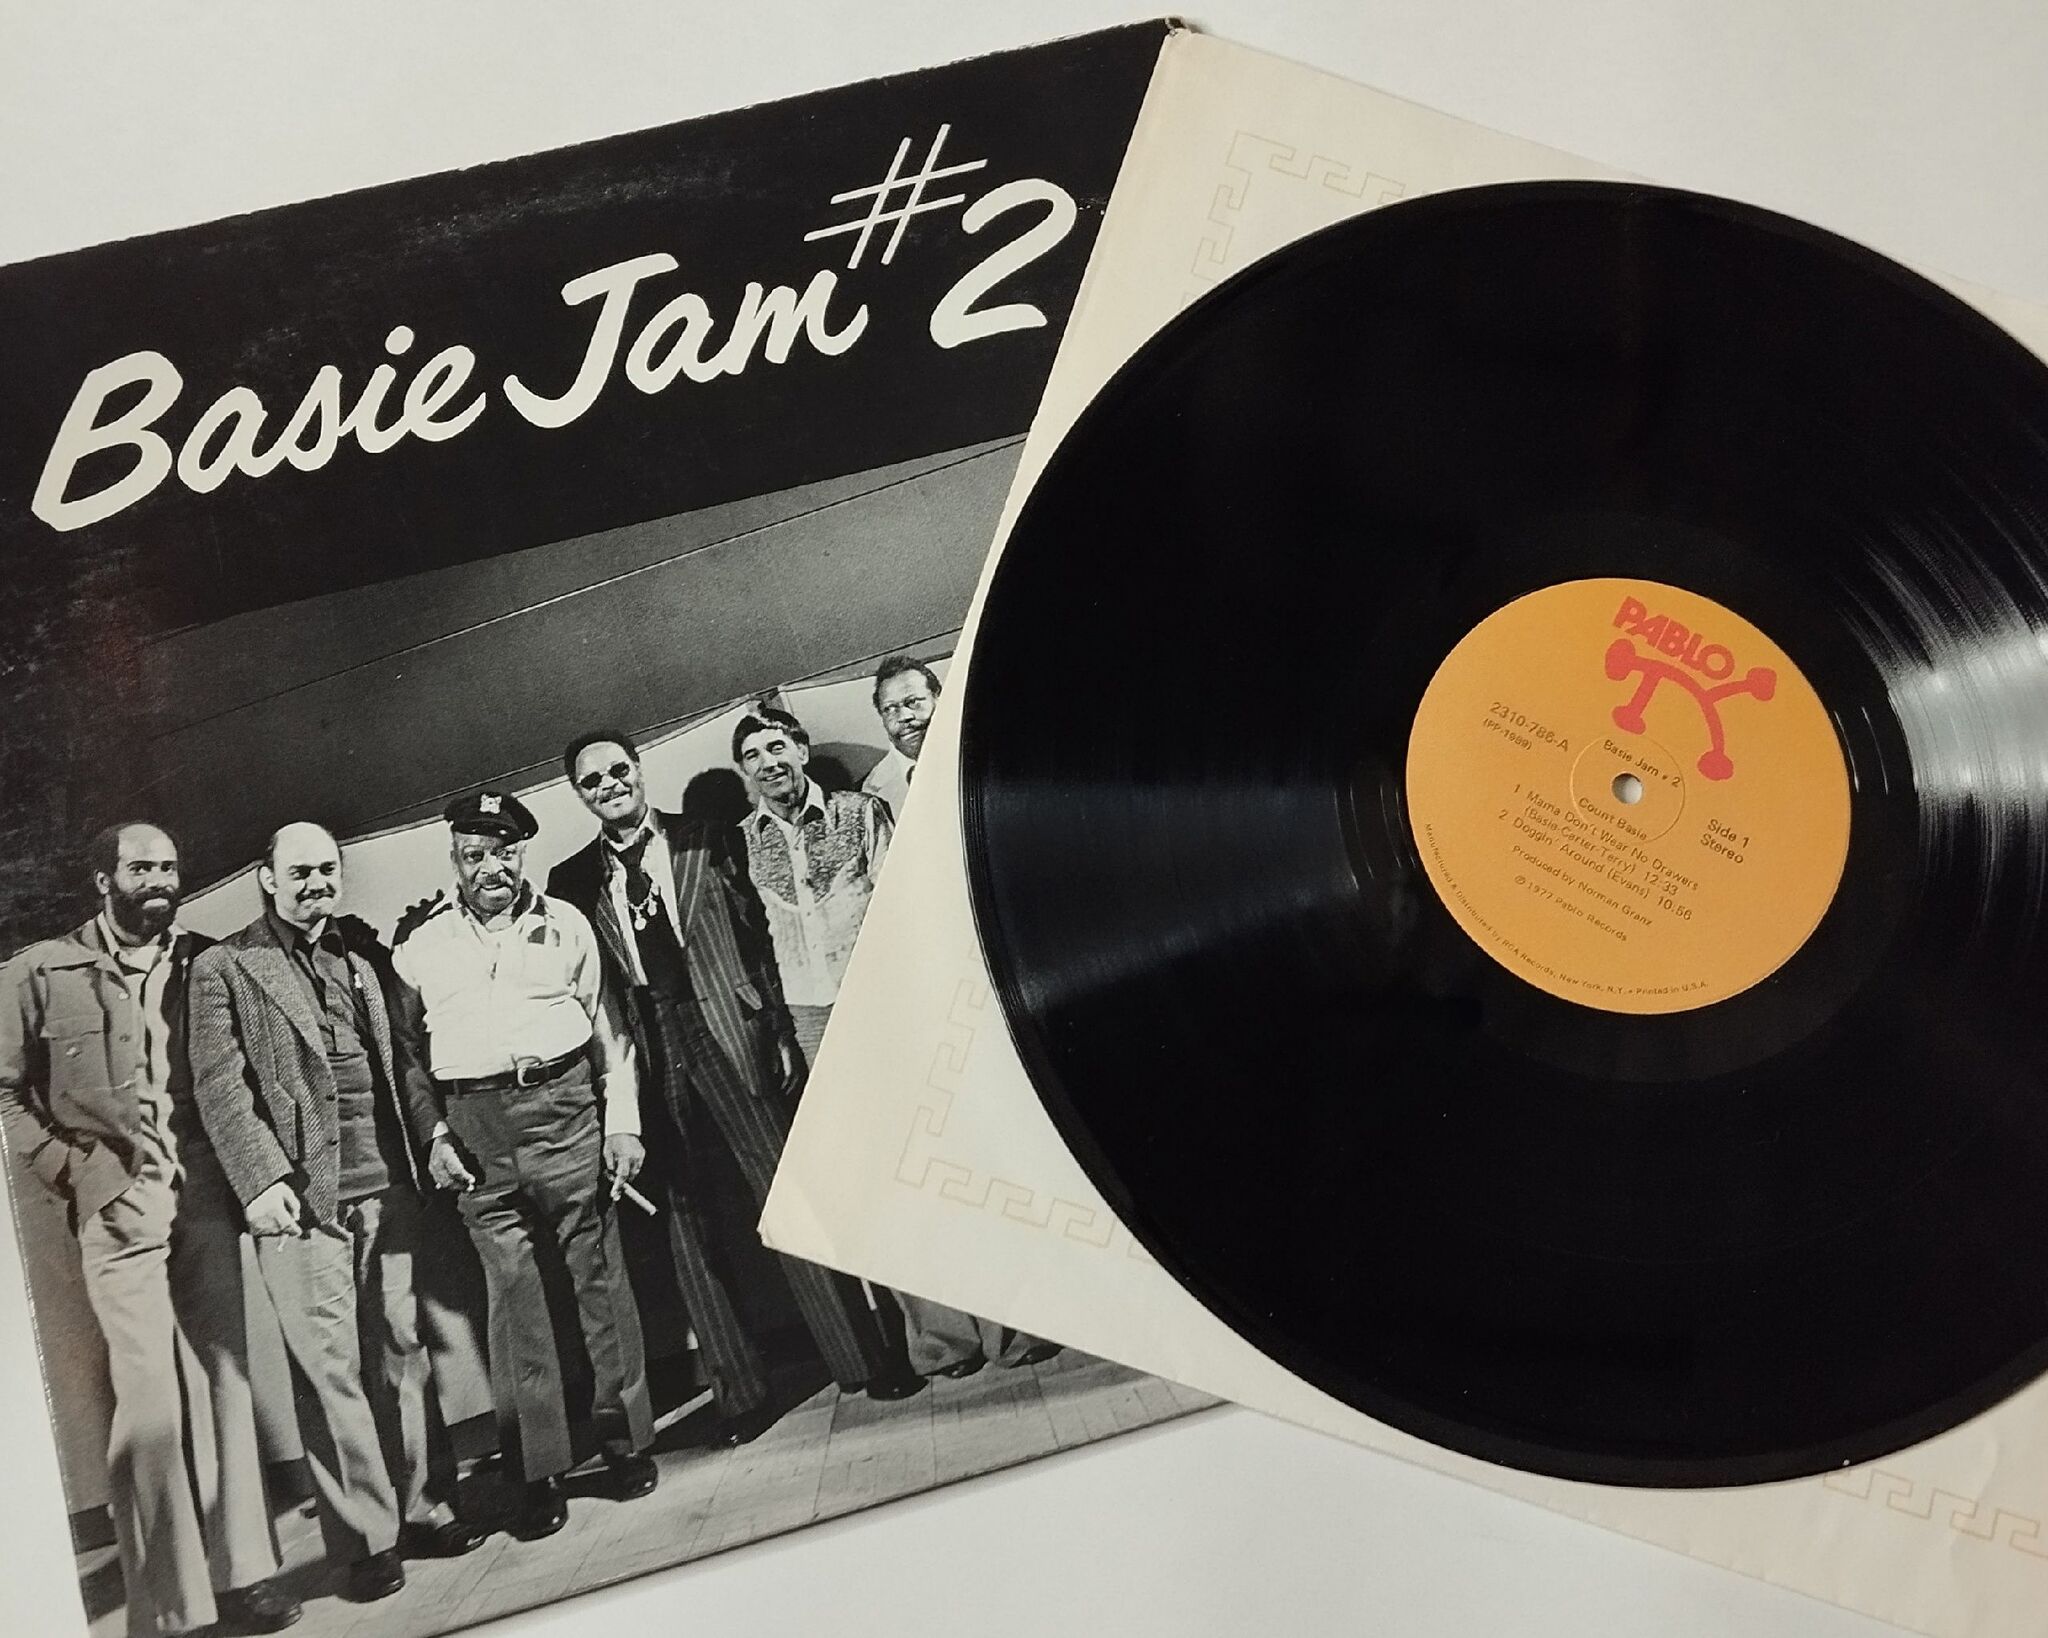 Basie Jam #2
PABLO
2310-786-A
(PP-1989)
Basie Jam # 2
Count Basie
Side 1
Stereo
1 Mama Don't Wear No Drawers
(Basie-Carter-Terry) 12:33
2 Doggin' Around (Evans) 10:56
Produced by Norman Granz
℗ 1977 Pablo Records
Manufactured & Distributed by RCA Records, New York, N.Y. • Printed in U.S.A.